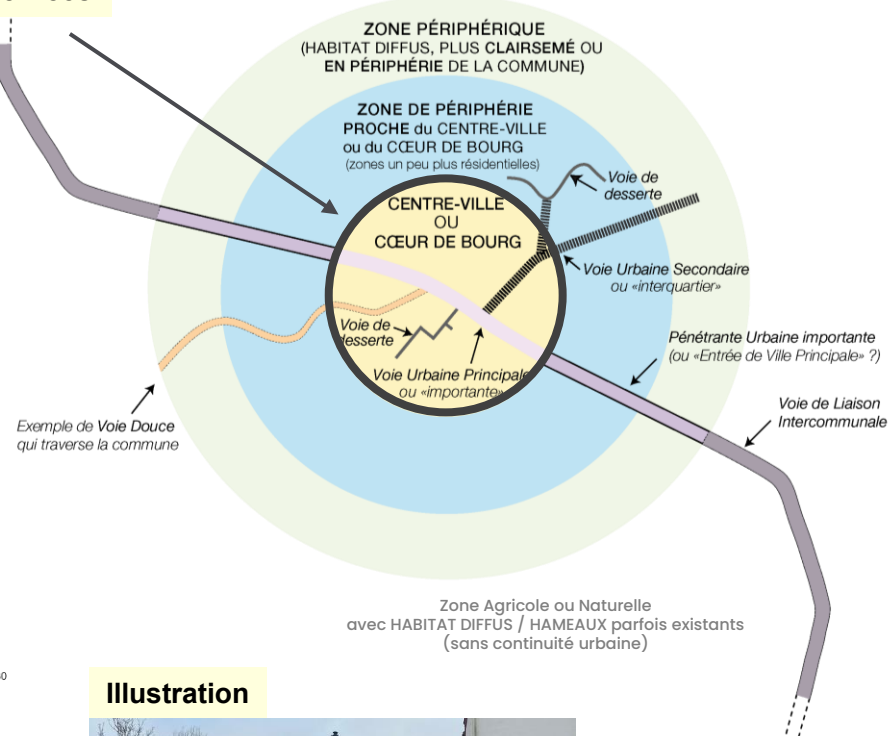 ZONE PÉRIPHÉRIQUE
(HABITAT DIFFUS, PLUS CLAIRSEMÉ OU
EN PÉRIPHÉRIE DE LA COMMUNE)
ZONE DE PÉRIPHÉRIE
PROCHE du CENTRE-VILLE
ou du CŒUR DE BOURG
(zones un peu plus résidentielles)
Voie de
desserte
CENTRE-VILLE
OU
CŒUR DE BOURG
Voie Urbaine Secondaire
ou «interquartier»
Voie de
desserte
Voie Urbaine Principale
ou «importante»
Pénétrante Urbaine importante
(ou «Entrée de Ville Principale» ?)
Voie de Liaison
Intercommunale
Exemple de Voie Douce
qui traverse la commune
Zone Agricole ou Naturelle
avec HABITAT DIFFUS / HAMEAUX parfois existants
(sans continuité urbaine)
Illustration